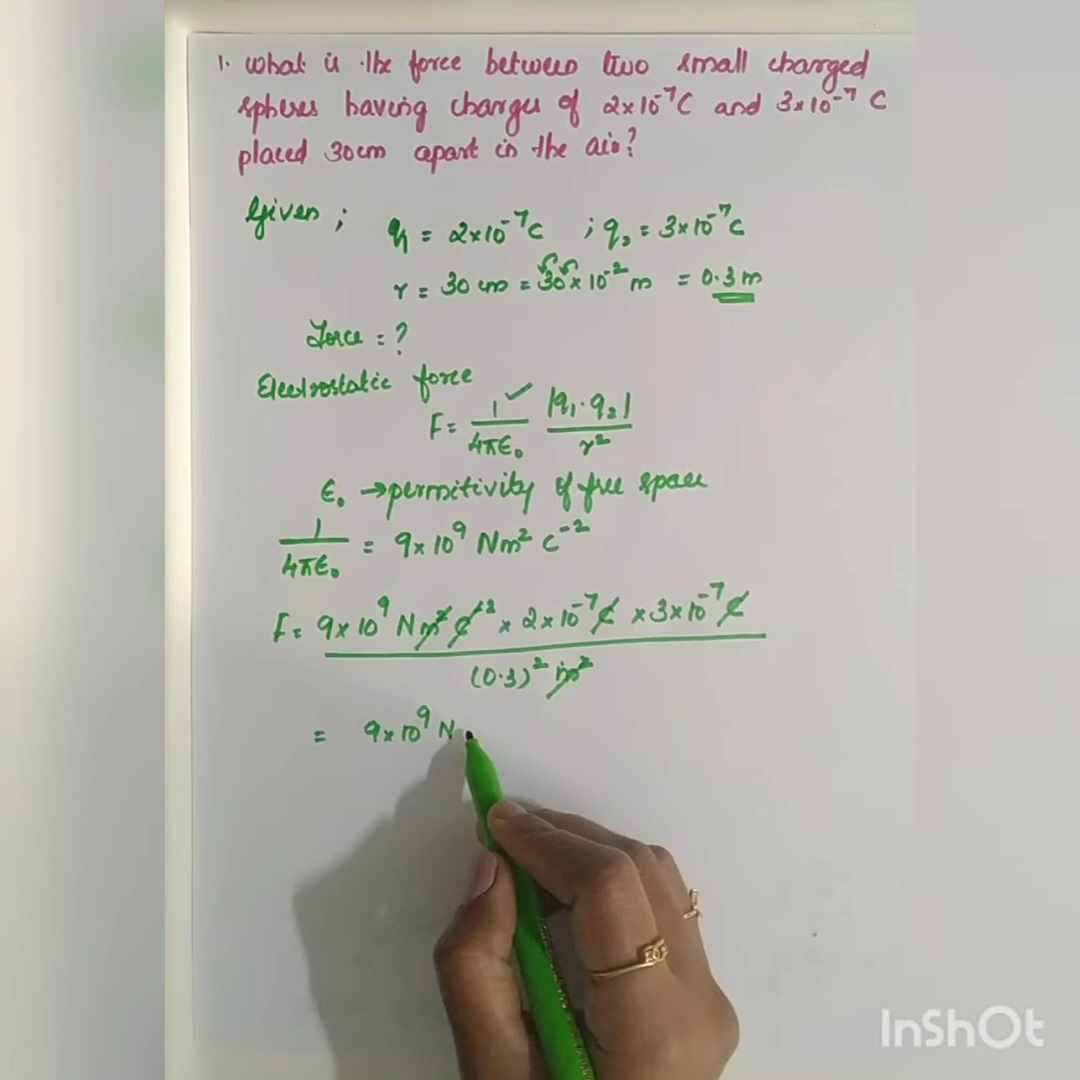 1. What is the force between two small charged
spheres having charges of 2×10⁻⁷C and 3×10⁻⁷ C
placed 30cm apart in the air?
Given ; q₁ = 2×10⁻⁷C ; q₂ = 3×10⁻⁷C
r = 30 cm = 30×10⁻² m = 0.3m
Force = ?
Electrostatic force
F = 1/4πϵ₀ |q₁.q₂|/r²
ϵ₀ → permitivity of free space
1/4πϵ₀ = 9×10⁹ Nm² C⁻²
F = 9×10⁹ Nm² C⁻² × 2×10⁻⁷C × 3×10⁻⁷C
(0.3)² m²
= 9×10⁹ N
InShOt